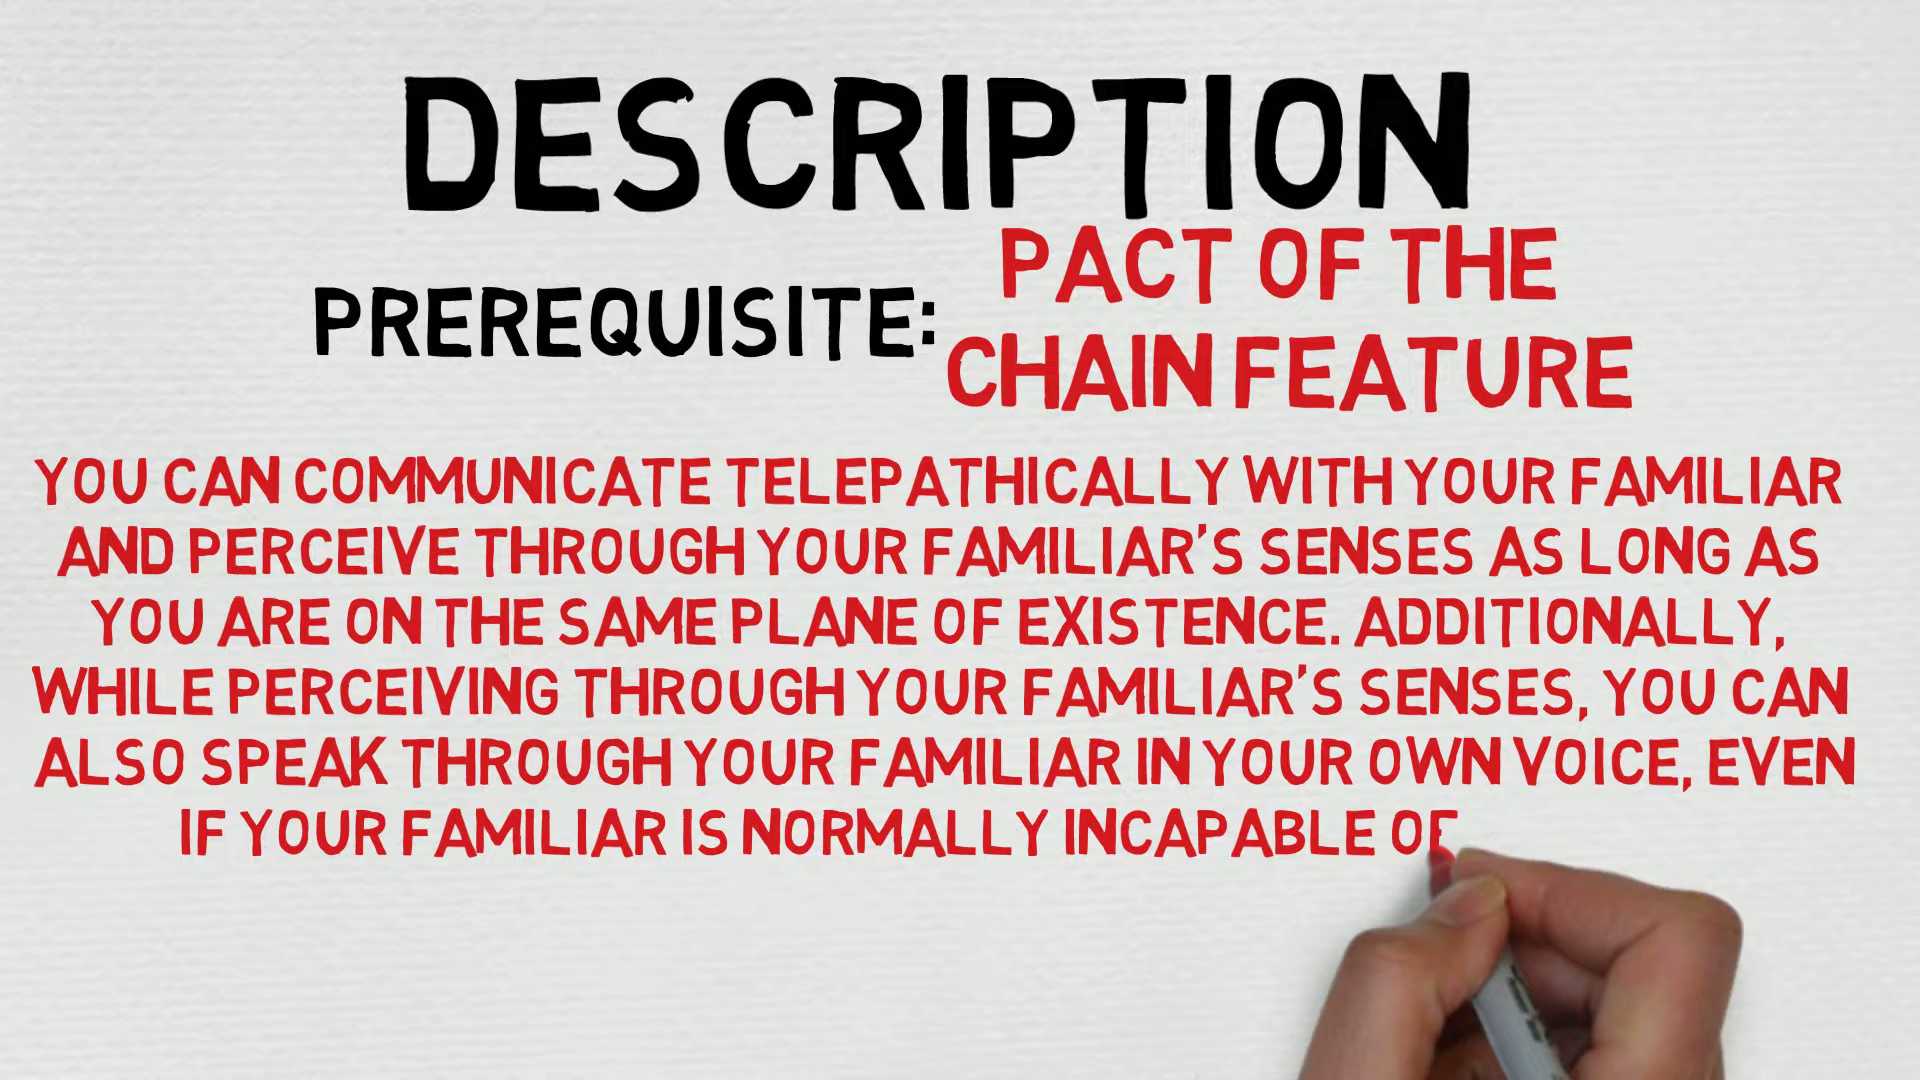 DESCRIPTION
PREREQUISITE:
PACT OF THE
CHAIN FEATURE
YOU CAN COMMUNICATE TELEPATHICALLY WITH YOUR FAMILIAR
AND PERCEIVE THROUGH YOUR FAMILIAR'S SENSES AS LONG AS
YOU ARE ON THE SAME PLANE OF EXISTENCE. ADDITIONALLY,
WHILE PERCEIVING THROUGH YOUR FAMILIAR'S SENSES, YOU CAN
ALSO SPEAK THROUGH YOUR FAMILIAR IN YOUR OWN VOICE, EVEN
IF YOUR FAMILIAR IS NORMALLY INCAPABLE OF